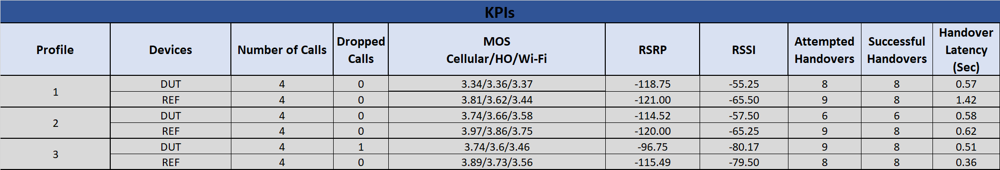 KPIs
Profile Devices Number of Calls Dropped Calls MOS Cellular/HO/Wi-Fi RSRP RSSI Attempted Handovers Successful Handovers Handover Latency (Sec)
1 DUT 4 0 3.34/3.36/3.37 -118.75 -55.25 8 8 0.57
REF 4 0 3.81/3.62/3.44 -121.00 -65.50 9 8 1.42
2 DUT 4 0 3.74/3.66/3.58 -114.52 -57.50 6 6 0.58
REF 4 0 3.97/3.86/3.75 -120.00 -65.25 9 8 0.62
3 DUT 4 1 3.74/3.6/3.46 -96.75 -80.17 9 8 0.51
REF 4 0 3.89/3.73/3.56 -115.49 -79.50 8 8 0.36